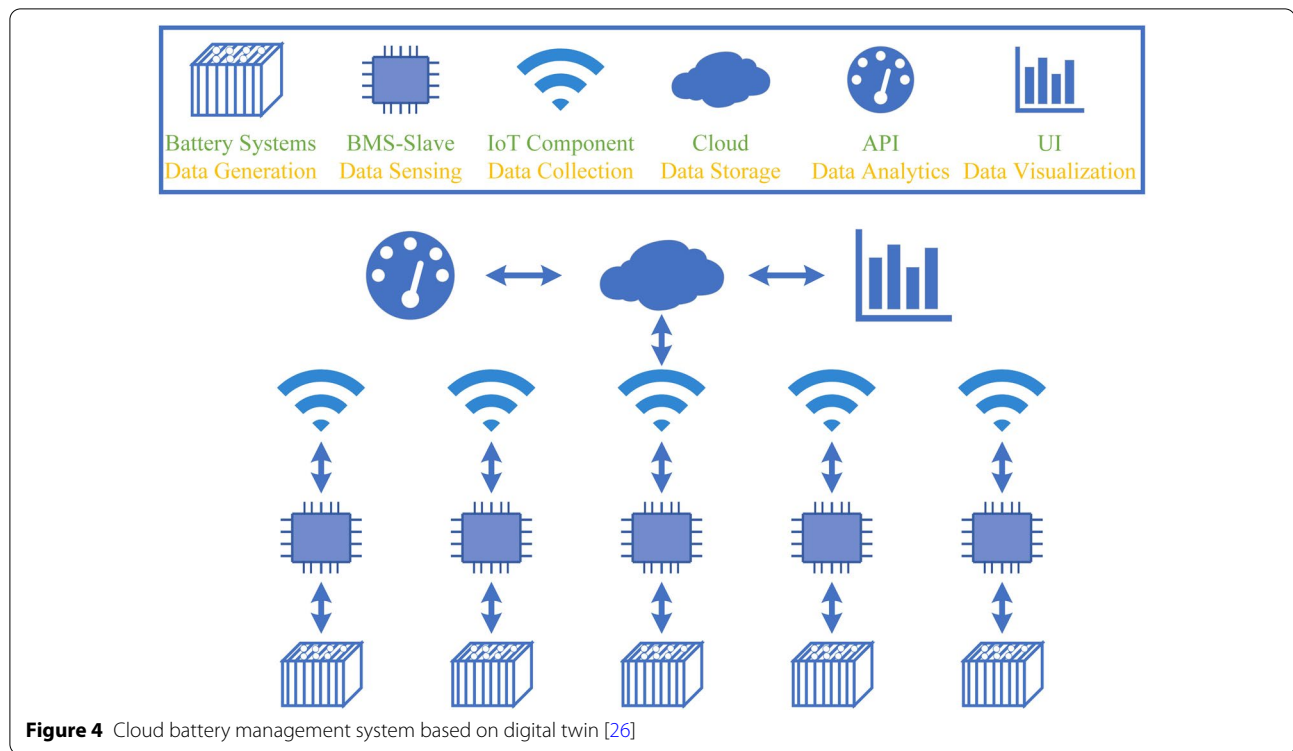 Battery Systems BMS-Slave IoT Component Cloud API UI
Data Generation Data Sensing Data Collection Data Storage Data Analytics Data Visualization
Figure 4 Cloud battery management system based on digital twin [26]